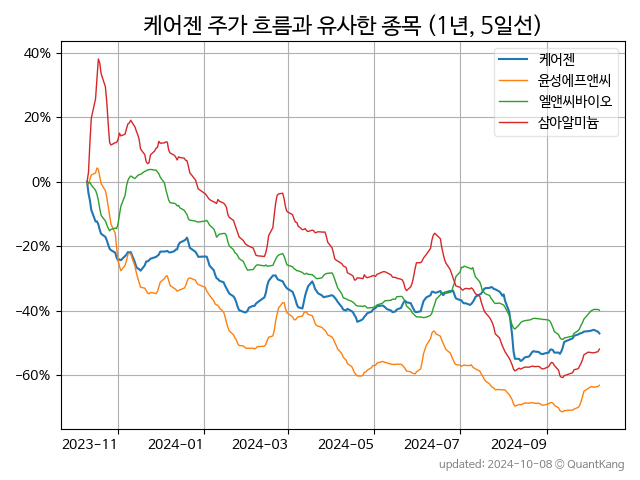 케어젠 주가 흐름과 유사한 종목 (1년, 5일선)
케어젠
윤성에프앤씨
엘앤씨바이오
삼아알미늄
40%
20%
0%
−20%
−40%
−60%
2023-11
2024-01
2024-03
2024-05
2024-07
2024-09
updated: 2024-10-08 © QuantKang